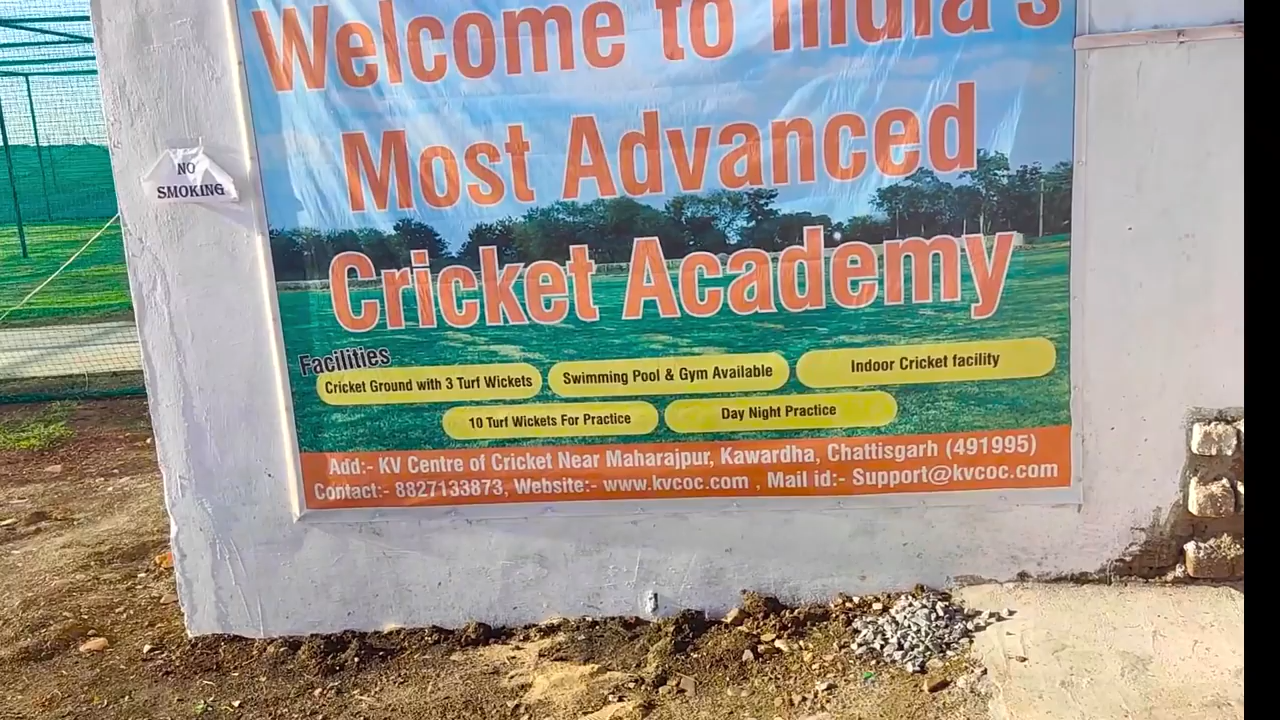 Welcome to India's
Most Advanced
Cricket Academy
NO
SMOKING
Facilities
Cricket Ground with 3 Turf Wickets
Swimming Pool & Gym Available
Indoor Cricket facility
10 Turf Wickets For Practice
Day Night Practice
Add:- KV Centre of Cricket Near Maharajpur, Kawardha, Chattisgarh (491995)
Contact:- 8827133873, Website:- www.kvcoc.com , Mail id:- Support@kvcoc.com